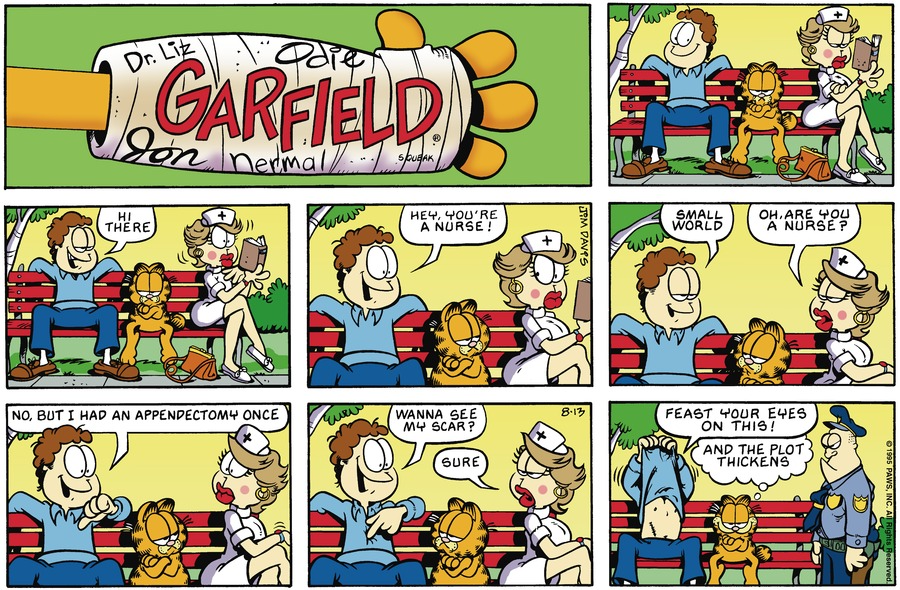 Dr. Liz
Odie
GARFIELD®
Jon
nermal
SQUEAK
HI
THERE
HEY, YOU'RE
A NURSE!
JIM DAVIS
SMALL
WORLD
OH, ARE YOU
A NURSE?
NO, BUT I HAD AN APPENDECTOMY ONCE
WANNA SEE
MY SCAR?
SURE
8-13
FEAST YOUR EYES
ON THIS!
AND THE PLOT
THICKENS
© 1995 PAWS, INC. All Rights Reserved.